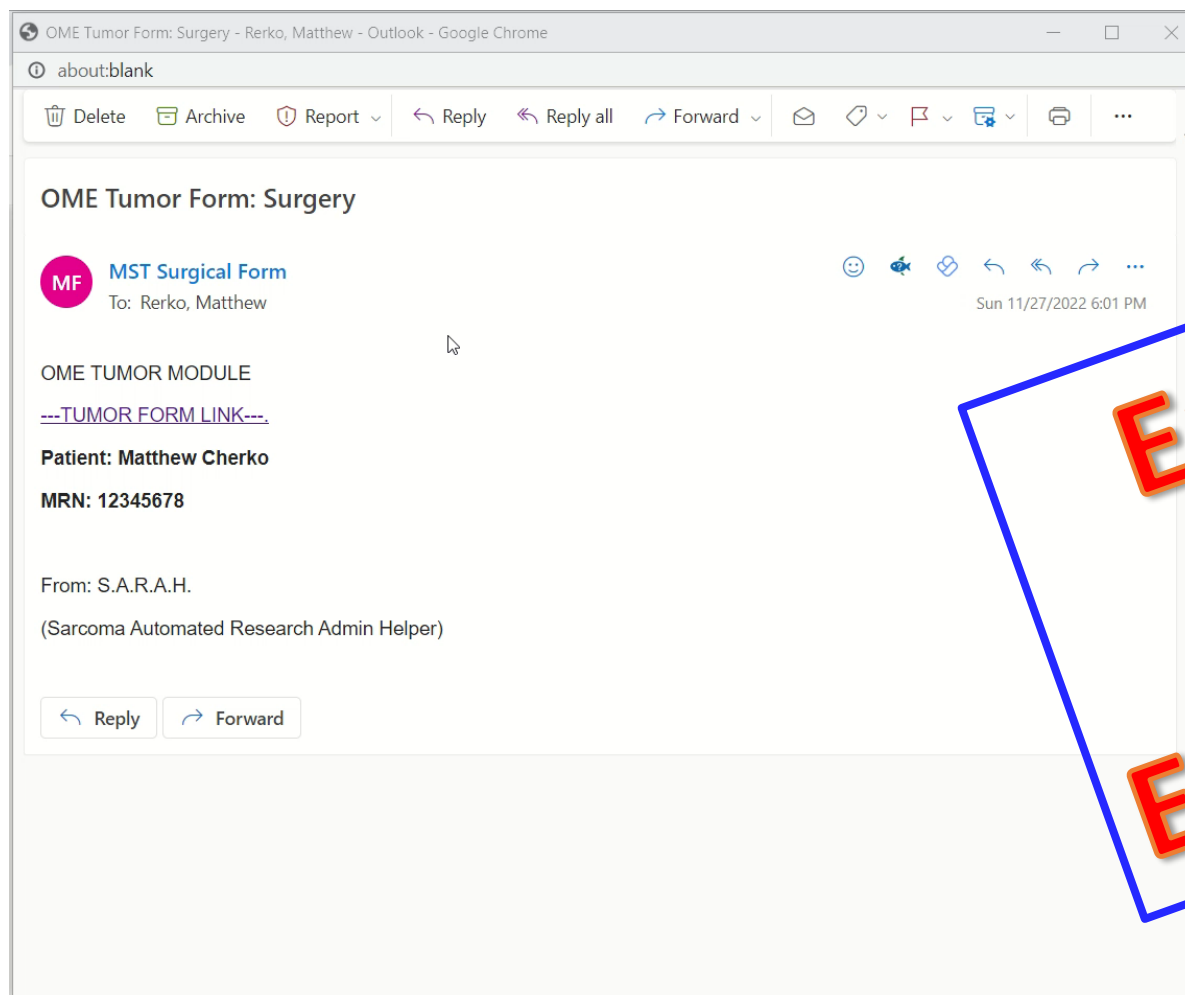 OME Tumor Form: Surgery - Rerko, Matthew - Outlook - Google Chrome
about:blank
Delete Archive Report Reply Reply all Forward
OME Tumor Form: Surgery
MF
MST Surgical Form
To: Rerko, Matthew
Sun 11/27/2022 6:01 PM
OME TUMOR MODULE
---TUMOR FORM LINK---.
Patient: Matthew Cherko
MRN: 12345678
From: S.A.R.A.H.
(Sarcoma Automated Research Admin Helper)
Reply Forward
E
E